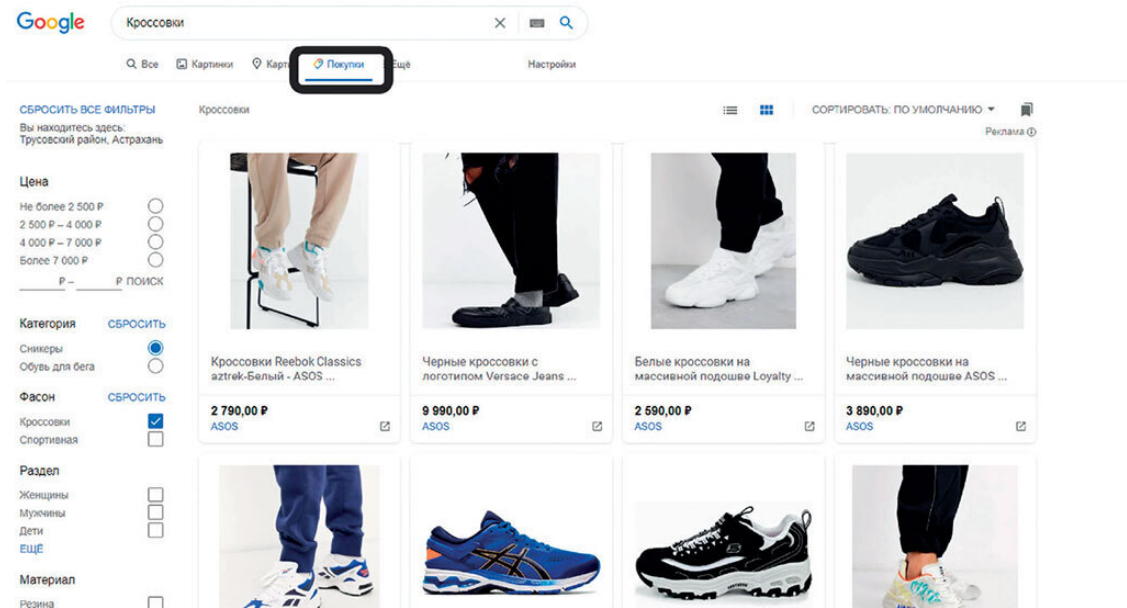 Google
Кроссовки
Все
Картинки
Карт
Покупки
Ещё
Настройки
СБРОСИТЬ ВСЕ ФИЛЬТРЫ
Вы находитесь здесь:
Трусовский район, Астрахань
Кроссовки
СОРТИРОВАТЬ: ПО УМОЛЧАНИЮ
Реклама
Цена
Не более 2 500 ₽
2 500 ₽ – 4 000 ₽
4 000 ₽ – 7 000 ₽
Более 7 000 ₽
₽ – ₽ ПОИСК
Категория СБРОСИТЬ
Сникеры
Обувь для бега
Фасон СБРОСИТЬ
Кроссовки
Спортивная
Раздел
Женщины
Мужчины
Дети
ЕЩЁ
Материал
Резина
Кроссовки Reebok Classics
aztrek-Белый - ASOS ...
2 790,00 ₽
ASOS
Черные кроссовки с
логотипом Versace Jeans ...
9 990,00 ₽
ASOS
Белые кроссовки на
массивной подошве Loyalty ...
2 590,00 ₽
ASOS
Черные кроссовки на
массивной подошве ASOS ...
3 890,00 ₽
ASOS